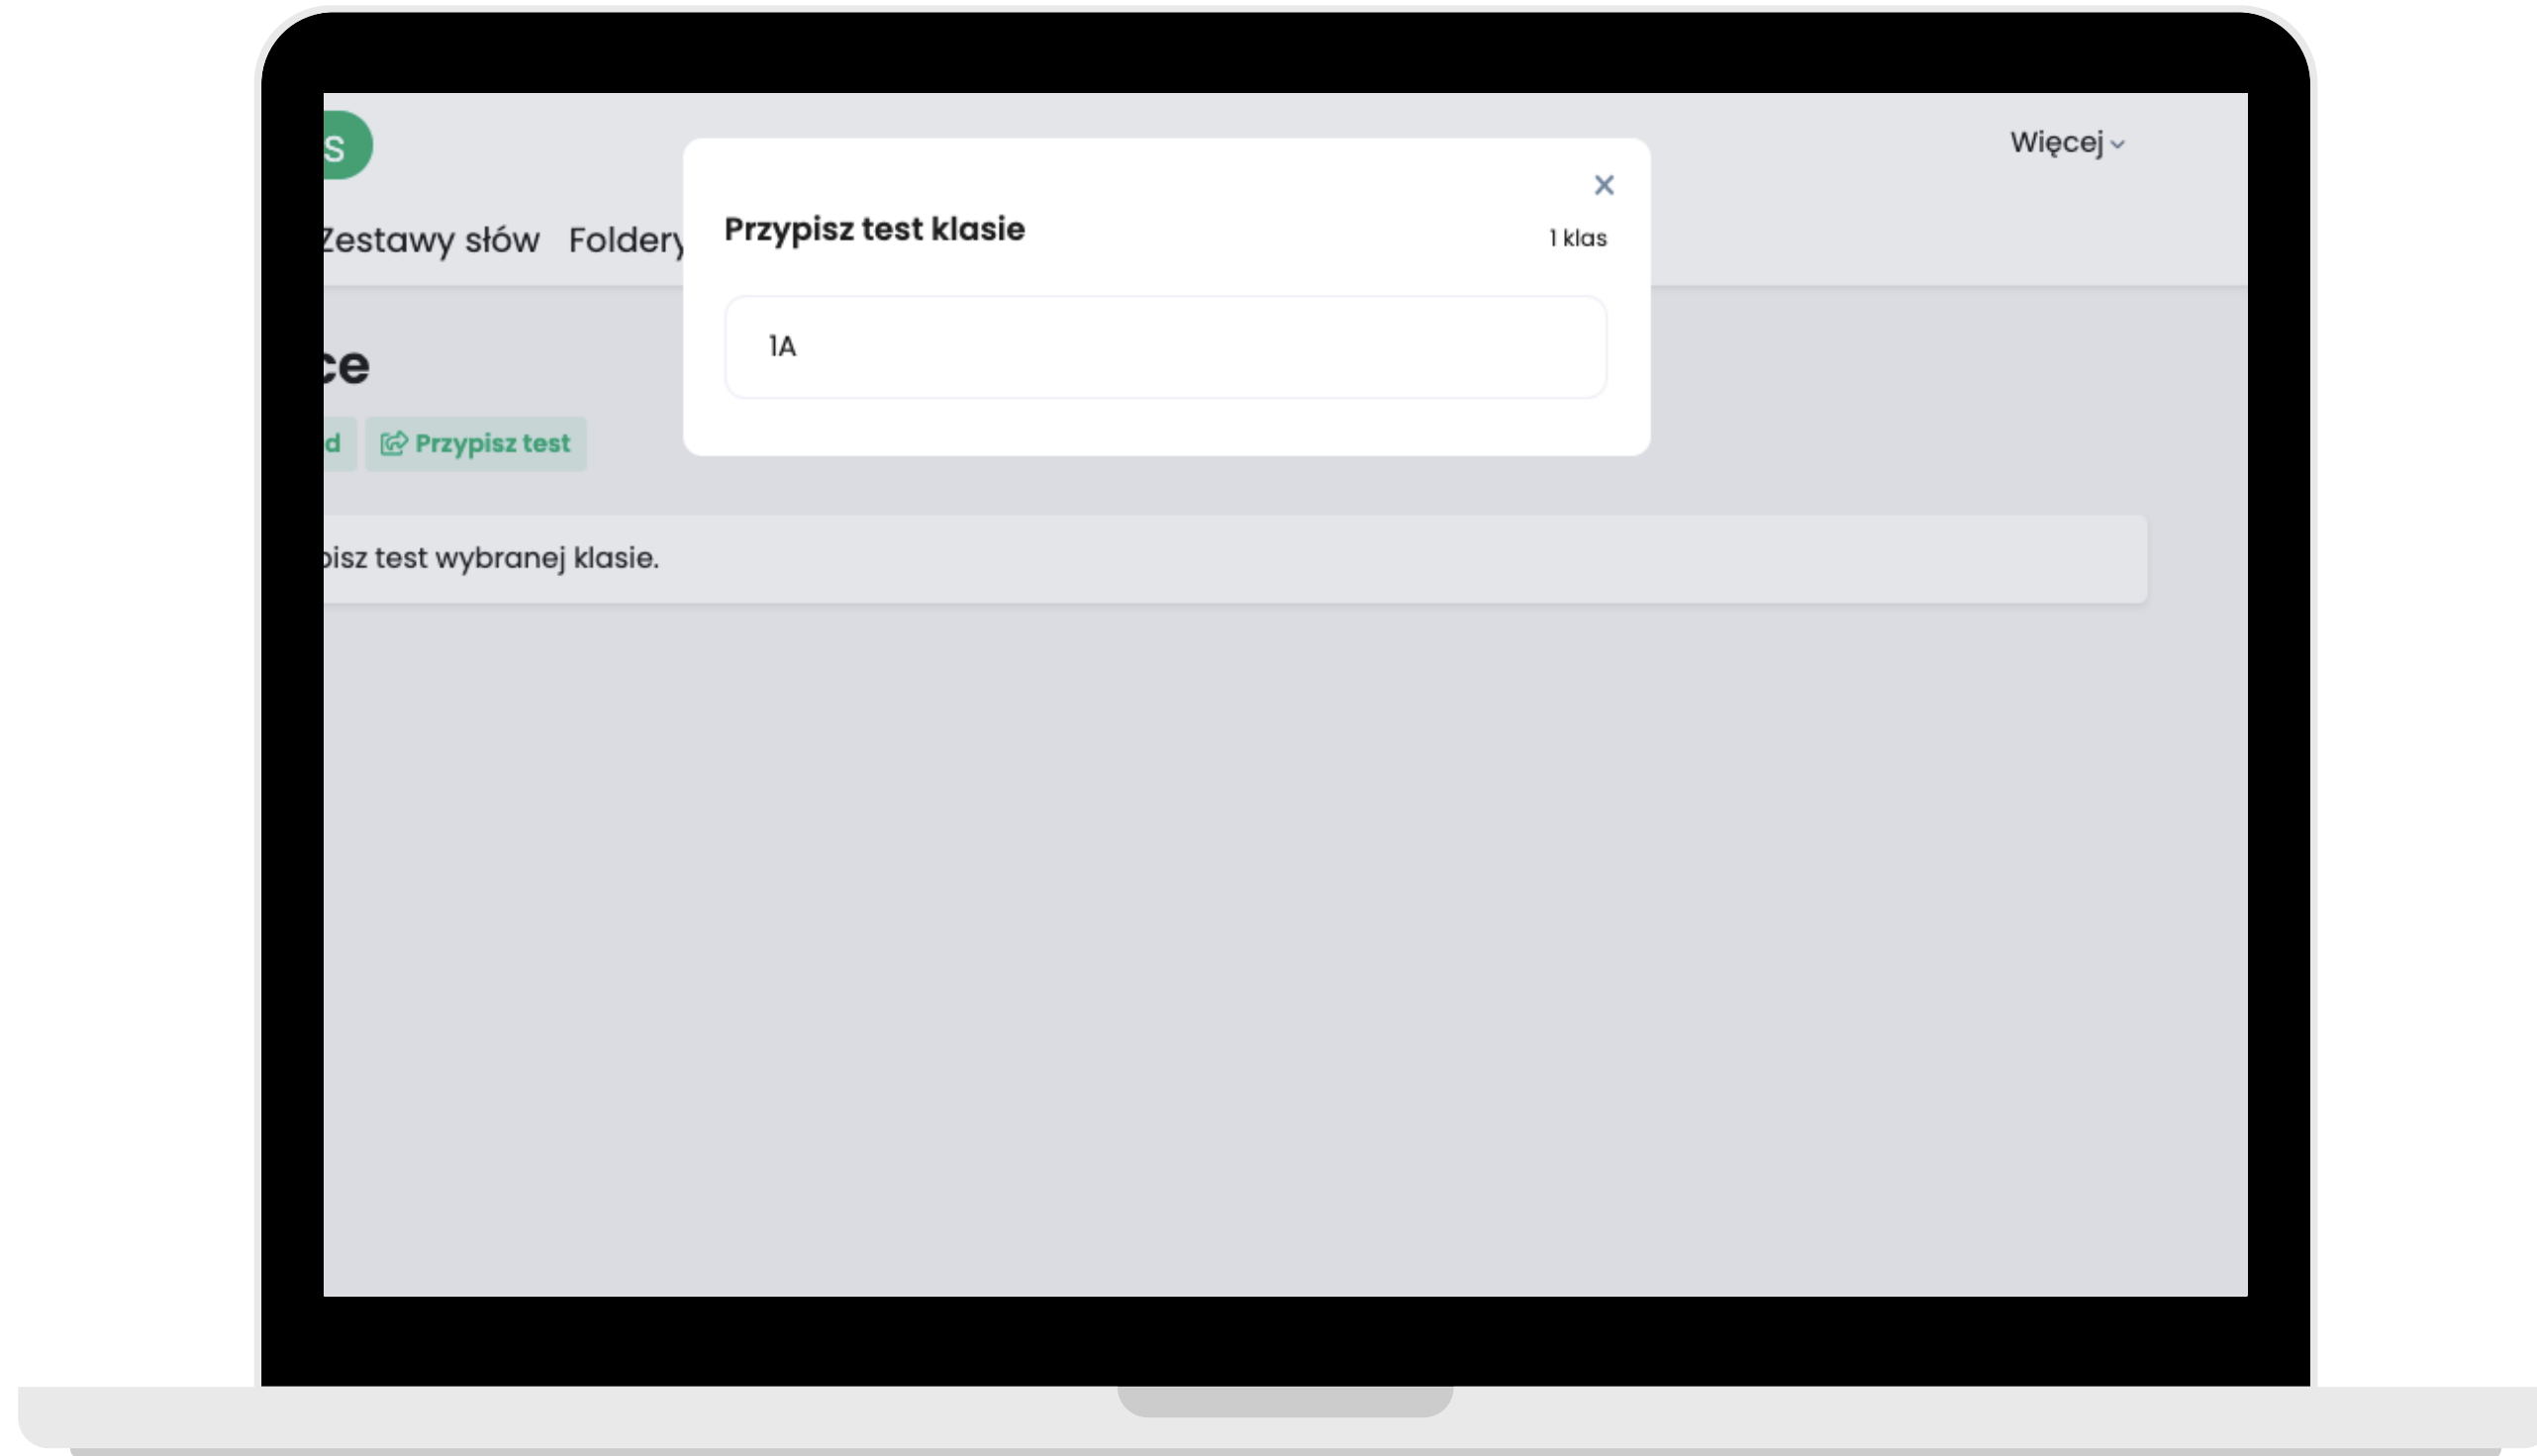 s
Więcej
Zestawy słów Foldery
Przypisz test klasie
1 klas
1A
ce
d
Przypisz test
pisz test wybranej klasie.